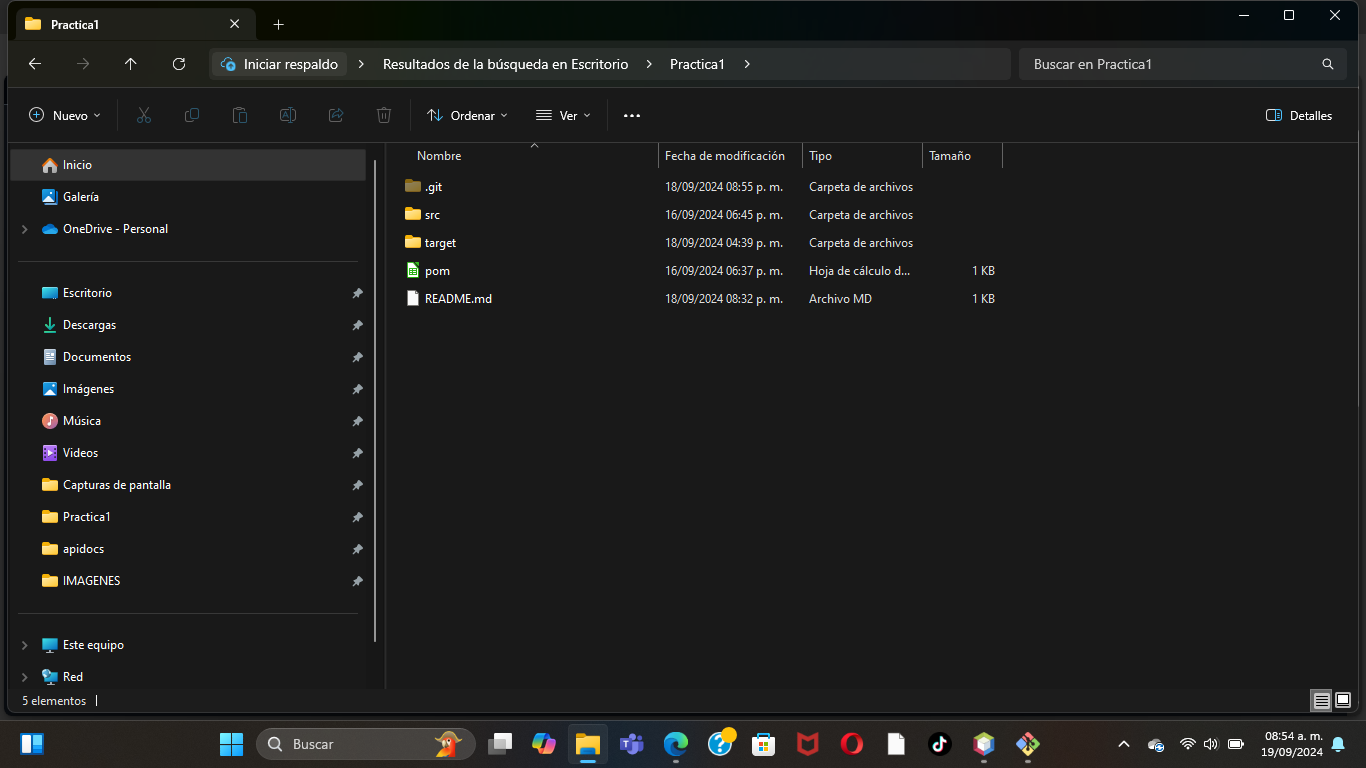 Practica1
Iniciar respaldo
Resultados de la búsqueda en Escritorio
Practica1
Buscar en Practica1
Nuevo
Ordenar
Ver
Detalles
Inicio
Galería
OneDrive - Personal
Escritorio
Descargas
Documentos
Imágenes
Música
Videos
Capturas de pantalla
Practica1
apidocs
IMAGENES
Este equipo
Red
Nombre Fecha de modificación Tipo Tamaño
.git 18/09/2024 08:55 p. m. Carpeta de archivos
src 16/09/2024 06:45 p. m. Carpeta de archivos
target 18/09/2024 04:39 p. m. Carpeta de archivos
pom 16/09/2024 06:37 p. m. Hoja de cálculo d... 1 KB
README.md 18/09/2024 08:32 p. m. Archivo MD 1 KB
5 elementos
Buscar
08:54 a. m.
19/09/2024